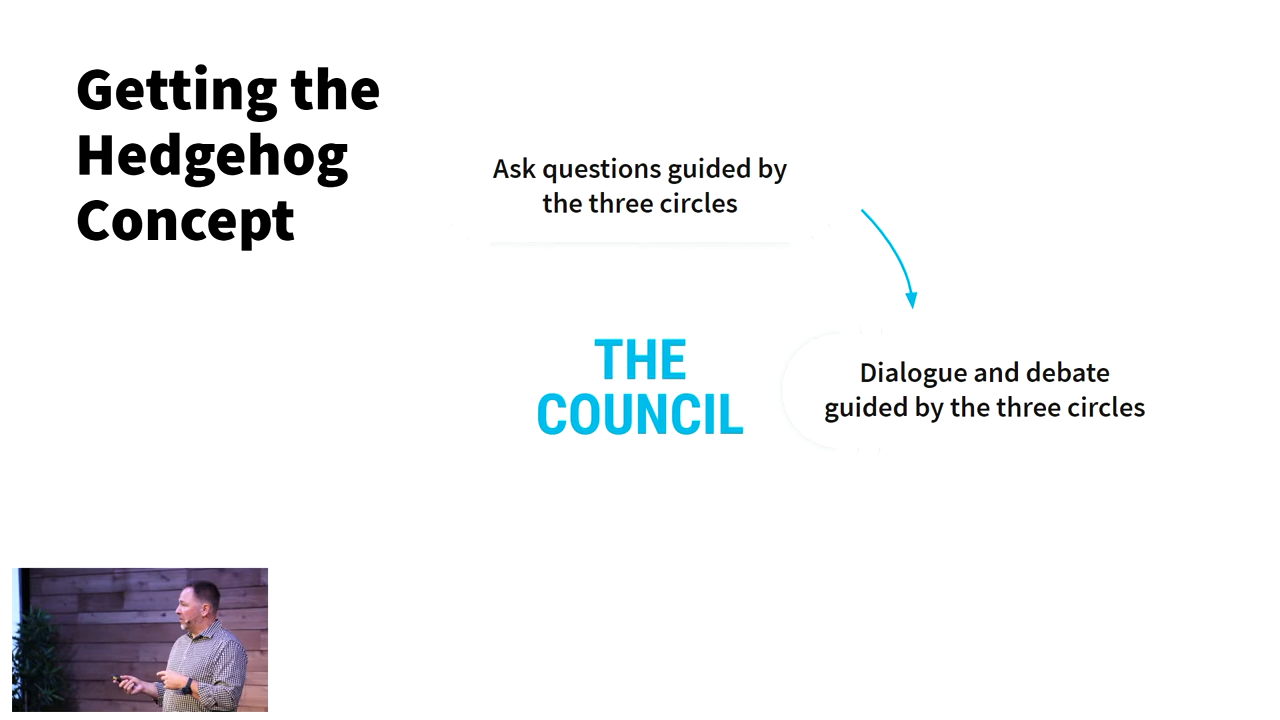 Getting the
Hedgehog
Concept
Ask questions guided by
the three circles
THE
COUNCIL
Dialogue and debate
guided by the three circles